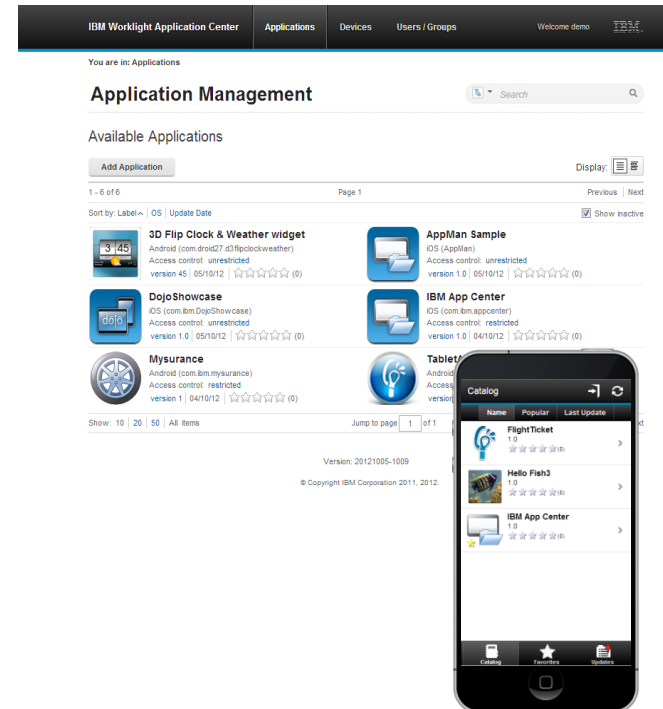 IBM Worklight Application Center Applications Devices Users / Groups Welcome demo IBM.
You are in: Applications
Application Management Search
Available Applications
Add Application Display:
1 - 6 of 6 Page 1 Previous Next
Sort by: Label OS Update Date Show inactive
3D Flip Clock & Weather widget
Android (com.droid27.d3flipclockweather)
Access control: unrestricted
version 45 05/10/12 (0)
3 45
AppMan Sample
iOS (AppMan)
Access control: unrestricted
version 1.0 05/10/12 (0)
DojoShowcase
iOS (com.ibm.DojoShowcase)
Access control: unrestricted
version 1.0 05/10/12 (0)
dojo
IBM App Center
iOS (com.ibm.appcenter)
Access control: restricted
version 1.0 04/10/12 (0)
Mysurance
Android (com.ibm.mysurance)
Access control: restricted
version 1 04/10/12 (0)
Android
Show: 10 20 50 All items Jump to page 1 of 1
Version: 20121005-1009
© Copyright IBM Corporation 2011, 2012.
Catalog
Name Popular Last Update
FlightTicket
1.0
(0)
Hello Fish3
1.0
(0)
IBM App Center
1.0
(0)
Catalog Favorites Updates